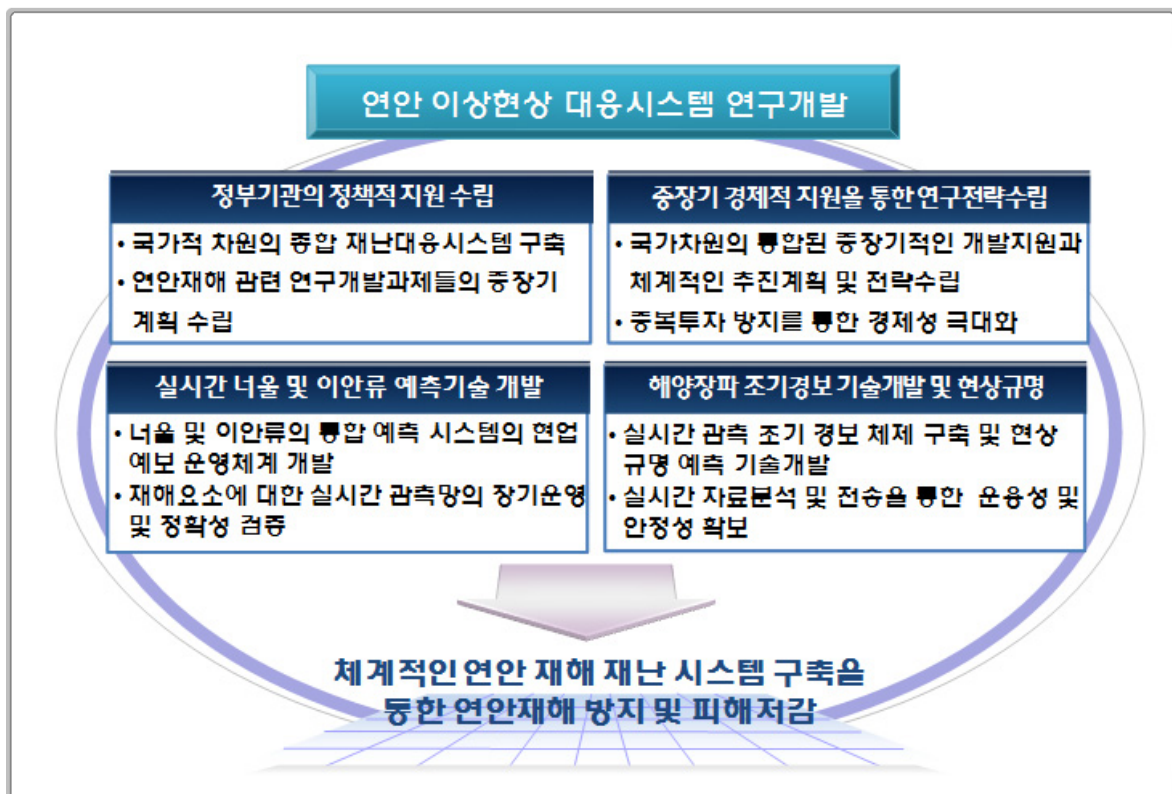 연안 이상현상 대응시스템 연구개발
정부기관의 정책적 지원 수립
• 국가적 차원의 종합 재난대응시스템 구축
• 연안재해 관련 연구개발과제들의 중장기
계획 수립
중장기 경제적 지원을 통한 연구전략수립
• 국가차원의 통합된 중장기적인 개발지원과
체계적인 추진계획 및 전략수립
• 중복투자 방지를 통한 경제성 극대화
실시간 너울 및 이안류 예측기술 개발
• 너울 및 이안류의 통합 예측 시스템의 현업
예보 운영체계 개발
• 재해요소에 대한 실시간 관측망의 장기운영
및 정확성 검증
해양장파 조기경보 기술개발 및 현상규명
• 실시간 관측 조기 경보 체제 구축 및 현상
규명 예측 기술개발
• 실시간 자료분석 및 전송을 통한 운용성 및
안정성 확보
체계적인 연안 재해 재난 시스템 구축을
통한 연안재해 방지 및 피해저감